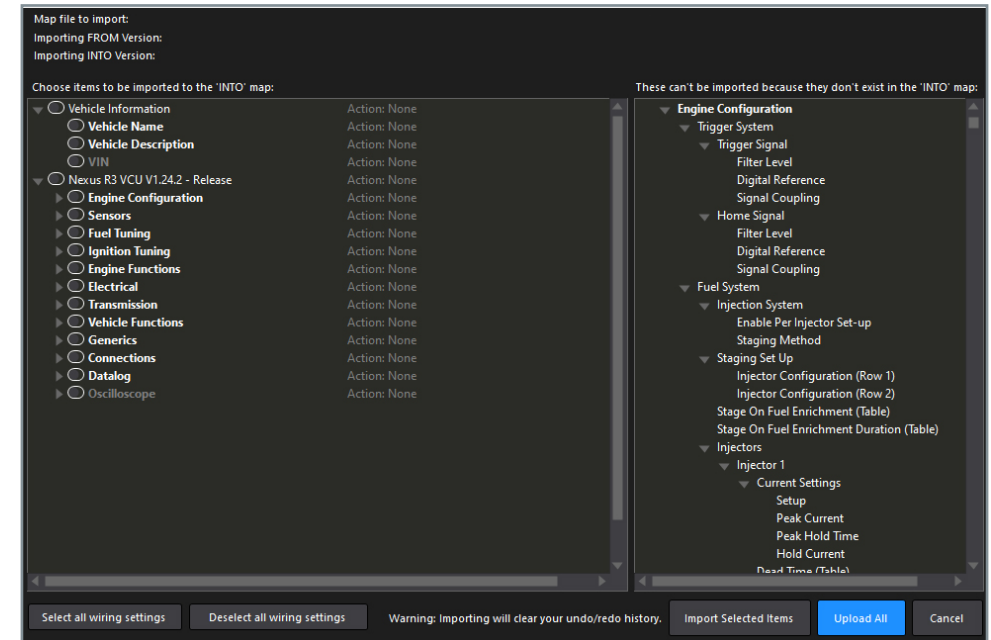 Map file to import:
Importing FROM Version:
Importing INTO Version:
Choose items to be imported to the 'INTO' map:
Vehicle Information Action: None
Vehicle Name Action: None
Vehicle Description Action: None
VIN Action: None
Nexus R3 VCU V1.24.2 - Release Action: None
Engine Configuration Action: None
Sensors Action: None
Fuel Tuning Action: None
Ignition Tuning Action: None
Engine Functions Action: None
Electrical Action: None
Transmission Action: None
Vehicle Functions Action: None
Generics Action: None
Connections Action: None
Datalog Action: None
Oscilloscope Action: None
These can't be imported because they don't exist in the 'INTO' map:
Engine Configuration
Trigger System
Trigger Signal
Filter Level
Digital Reference
Signal Coupling
Home Signal
Filter Level
Digital Reference
Signal Coupling
Fuel System
Injection System
Enable Per Injector Set-up
Staging Method
Staging Set Up
Injector Configuration (Row 1)
Injector Configuration (Row 2)
Stage On Fuel Enrichment (Table)
Stage On Fuel Enrichment Duration (Table)
Injectors
Injector 1
Current Settings
Setup
Peak Current
Peak Hold Time
Hold Current
Dead Time (Table)
Select all wiring settings
Deselect all wiring settings
Warning: Importing will clear your undo/redo history.
Import Selected Items
Upload All
Cancel